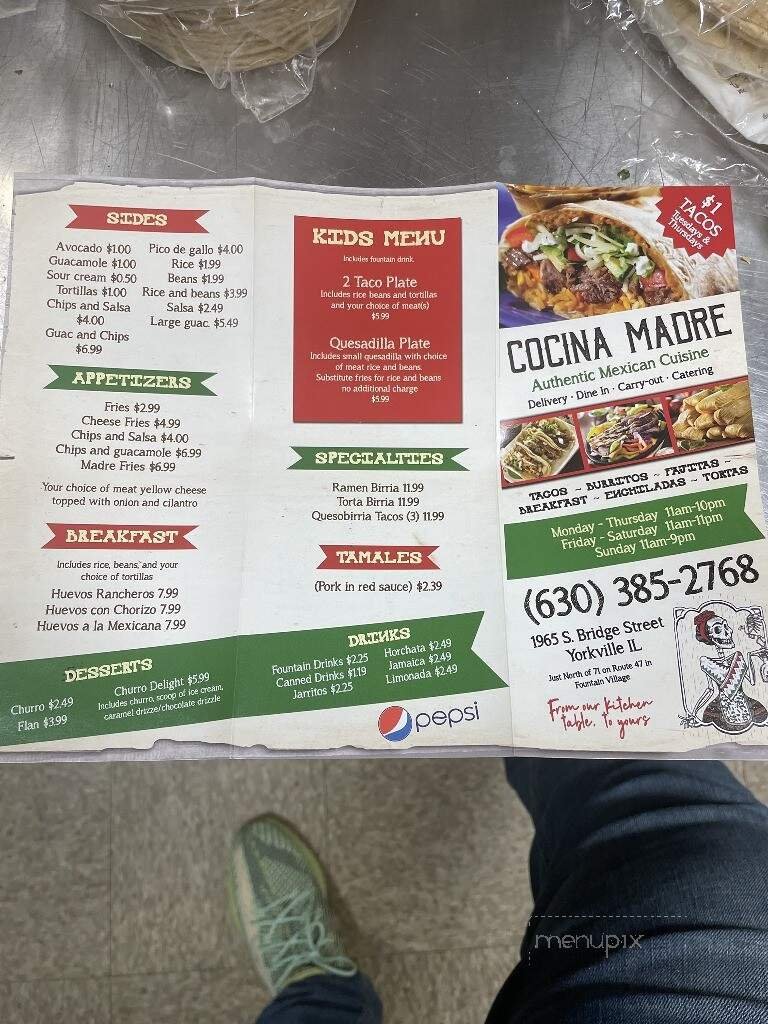 SIDES
Avocado $1.00
Guacamole $1.00
Sour cream $0.50
Tortillas $1.00
Chips and Salsa
$4.00
Guac and Chips
$6.99
Pico de gallo $4.00
Rice $1.99
Beans $1.99
Rice and beans $3.99
Salsa $2.49
Large guac. $5.49
APPETIZERS
Fries $2.99
Cheese Fries $4.99
Chips and Salsa $4.00
Chips and guacamole $6.99
Madre Fries $6.99
Your choice of meat yellow cheese
topped with onion and cilantro
BREAKFAST
Includes rice, beans, and your
choice of tortillas
Huevos Rancheros 7.99
Huevos con Chorizo 7.99
Huevos a la Mexicana 7.99
DESSERTS
Churro $2.49
Flan $3.99
Churro Delight $5.99
Includes churro, scoop of ice cream,
caramel drizze/chocolate drizzle
KIDS MENU
Includes fountain drink.
2 Taco Plate
Includes rice beans and tortillas
and your choice of meat(s)
$5.99
Quesadilla Plate
Includes small quesadilla with choice
of meat rice and beans.
Substitute fries for rice and beans
no additional charge
$5.99
SPECIALTIES
Ramen Birria 11.99
Torta Birria 11.99
Quesobirria Tacos (3) 11.99
TAMALES
(Pork in red sauce) $2.39
DRINKS
Fountain Drinks $2.25
Canned Drinks $1.19
Jarritos $2.25
Horchata $2.49
Jamaica $2.49
Limonada $2.49
pepsi
$1
TACOS
Tuesdays &
Thursdays
COCINA MADRE
Authentic Mexican Cuisine
Delivery · Dine In · Carry-out · Catering
TACOS ~ BURRITOS ~ FAJITAS ~
BREAKFAST ~ ENCHILADAS ~ TORTAS
Monday - Thursday 11am-10pm
Friday - Saturday 11am-11pm
Sunday 11am-9pm
(630) 385-2768
1965 S. Bridge Street
Yorkville IL
Just North of 71 on Route 47 in
Fountain Village
From our kitchen
table, to yours
menupix